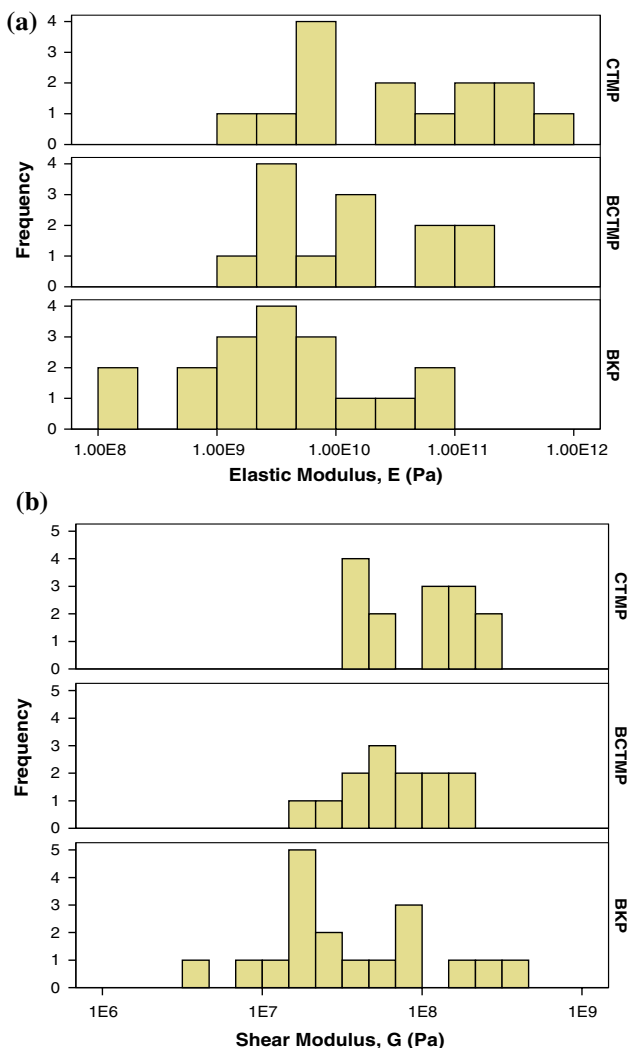 (a)
4
3
2
1
0
CTMP
4
3
2
1
0
BCTMP
4
3
2
1
0
BKP
Frequency
1.00E8 1.00E9 1.00E10 1.00E11 1.00E12
Elastic Modulus, E (Pa)
(b)
5
4
3
2
1
0
CTMP
5
4
3
2
1
0
BCTMP
5
4
3
2
1
0
BKP
Frequency
1E6 1E7 1E8 1E9
Shear Modulus, G (Pa)